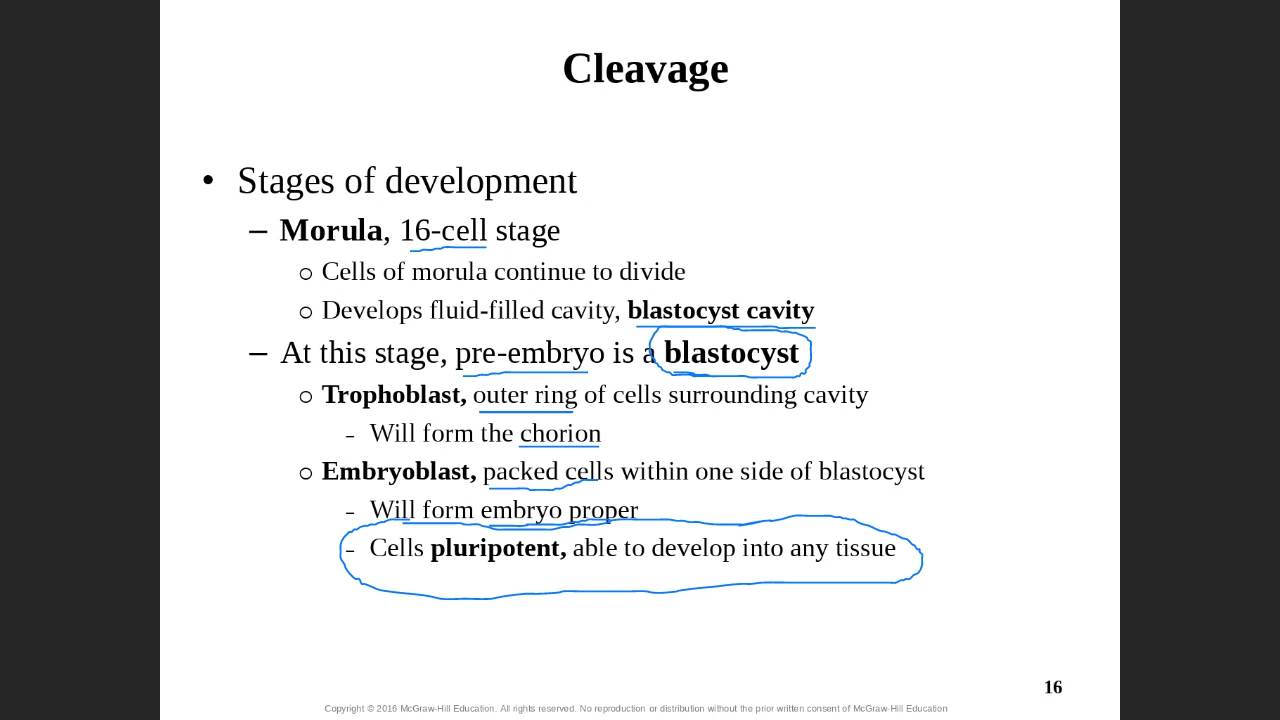 Cleavage
• Stages of development
– Morula, 16-cell stage
o Cells of morula continue to divide
o Develops fluid-filled cavity, blastocyst cavity
– At this stage, pre-embryo is a blastocyst
o Trophoblast, outer ring of cells surrounding cavity
– Will form the chorion
o Embryoblast, packed cells within one side of blastocyst
– Will form embryo proper
– Cells pluripotent, able to develop into any tissue
16
Copyright © 2016 McGraw-Hill Education. All rights reserved. No reproduction or distribution without the prior written consent of McGraw-Hill Education